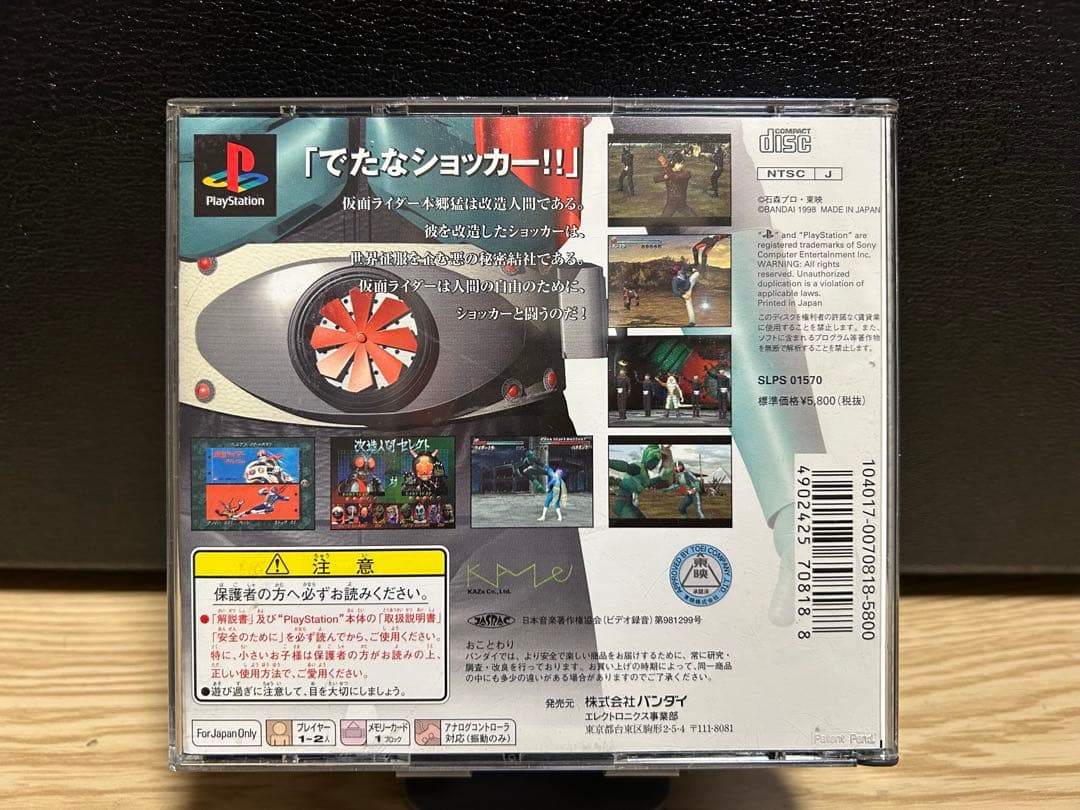 PlayStation
「でたなショッカー!!」
仮面ライダー本郷猛は改造人間である。
彼を改造したショッカーは、
世界征服を企む悪の秘密結社である。
仮面ライダーは人間の自由のために、
ショッカーと闘うのだ!
COMPACT
disc
NTSC J
©石森プロ・東映
©BANDAI 1998 MADE IN JAPAN
" " and "PlayStation" are
registered trademarks of Sony
Computer Entertainment Inc.
WARNING: All rights
reserved. Unauthorized
duplication is a violation of
applicable laws.
Printed in Japan
このディスクを権利者の許諾なく賃貸業
に使用することを禁止します。また、
ソフトに含まれるプログラム等著作物
を無断で解析することを禁止します。
SLPS 01570
標準価格¥5,800(税抜)
104017-0070818-5800
4902425 70818 8
改造人間セレクト
対
注意
ちゅう い
保護者の方へ必ずお読みください。
●「解説書」及び"PlayStation"本体の「取扱説明書」
「安全のために」を必ず読んでから、ご使用ください。
特に、小さいお子様は保護者の方がお読みの上、
正しい使用方法で、ご愛用ください。
●遊び過ぎに注意して、目を大切にしましょう。
KAZe
KAZe Co., Ltd.
APPROVED BY TOEI COMPANY, LTD
東映
承認済
東映株式会社
JASRAC
日本音楽著作権協会(ビデオ録音)第981299号
おことわり
バンダイでは、より安全で楽しい商品をお届けするために、常に研究・
調査・改良を行っております。お買い上げの時期によって、同一商品
の中にも多少の違いがある場合がありますのでご了承ください。
発売元 株式会社バンダイ
エレクトロニクス事業部
東京都台東区駒形2-5-4 〒111-8081
For Japan Only
プレイヤー
1~2人
メモリーカード
1ブロック
アナログコントローラ
対応(振動のみ)
Patent Pend.